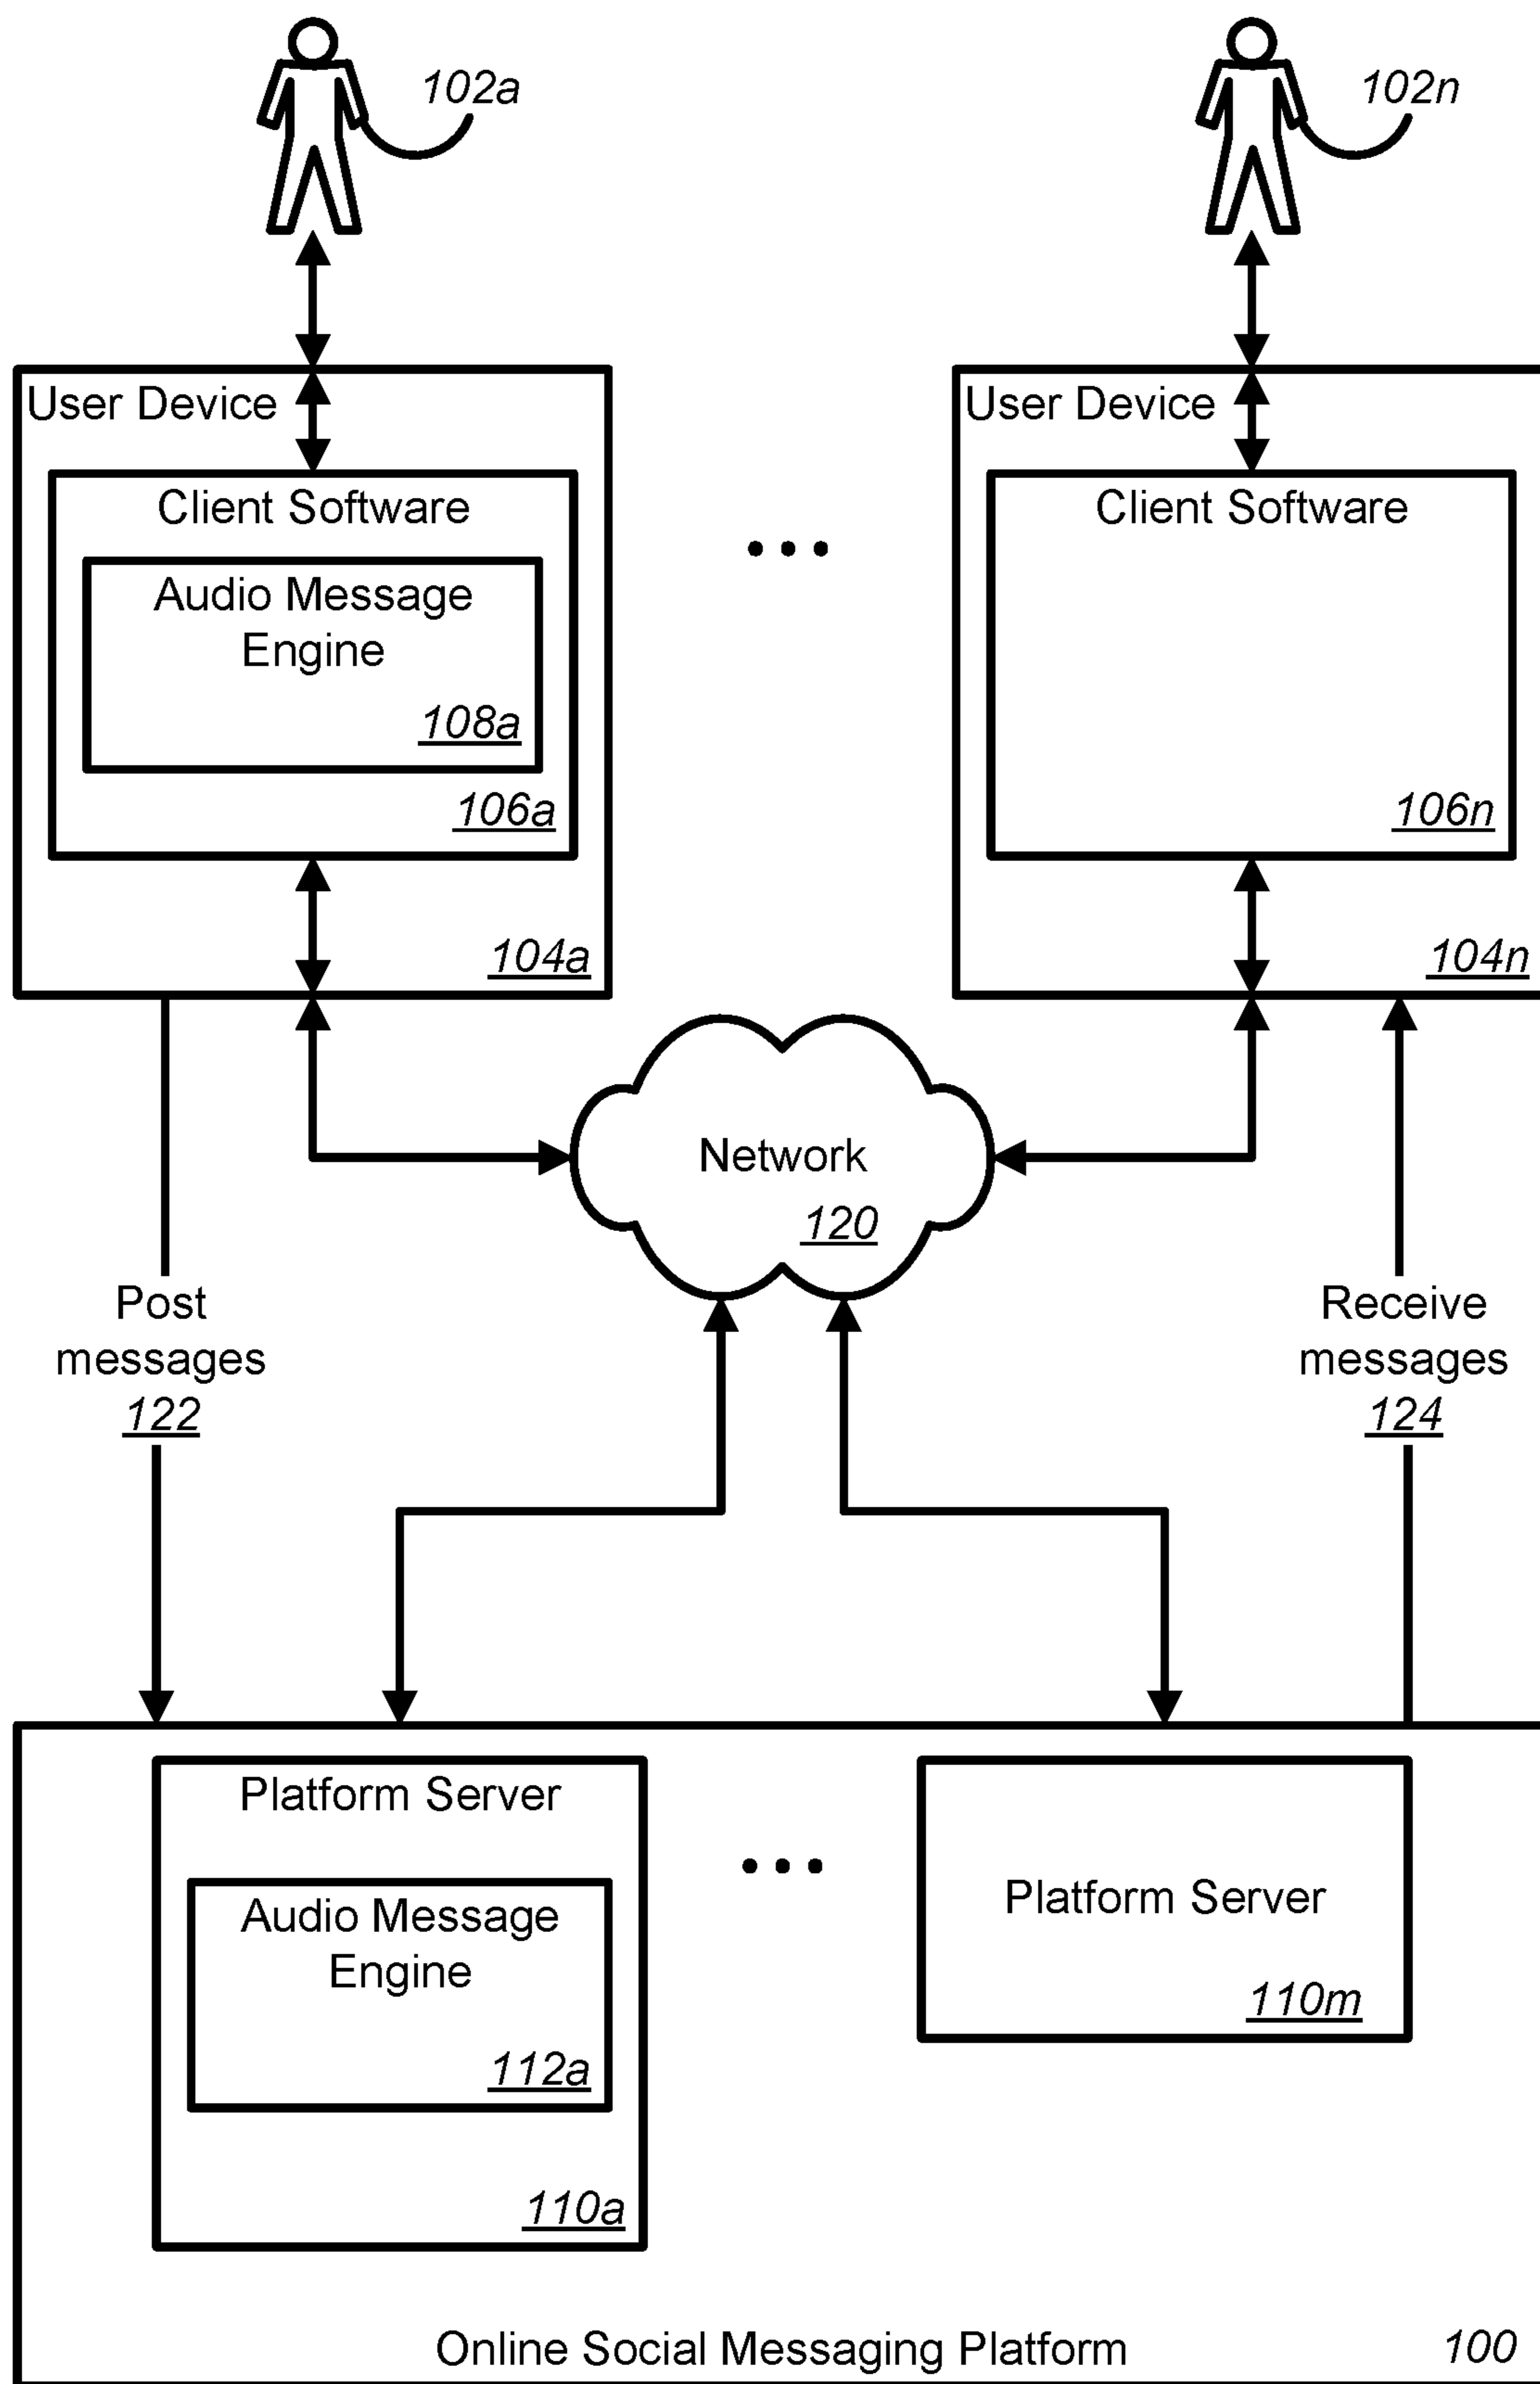 102a
102n
User Device
Client Software
Audio Message
Engine
108a
106a
104a
...
User Device
Client Software
106n
104n
Network
120
Post
messages
122
Receive
messages
124
Platform Server
Audio Message
Engine
112a
110a
...
Platform Server
110m
Online Social Messaging Platform
100